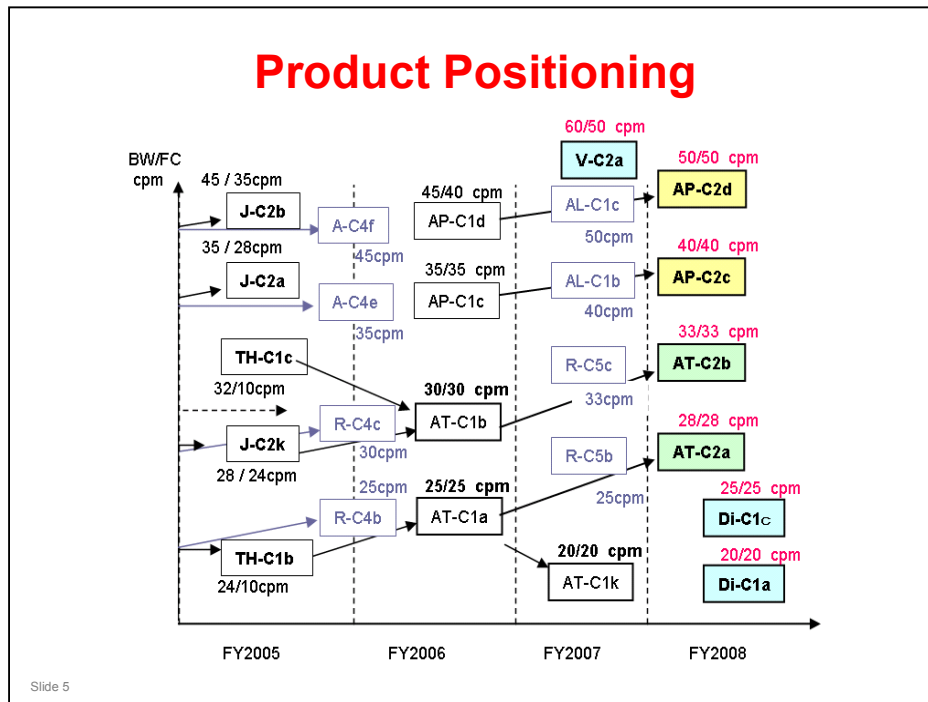 Product Positioning
60/50 cpm
V-C2a
BW/FC
cpm
50/50 cpm
AP-C2d
45 / 35cpm
J-C2b
45/40 cpm
AP-C1d
AL-C1c
50cpm
A-C4f
45cpm
35 / 28cpm
J-C2a
40/40 cpm
AP-C2c
35/35 cpm
AP-C1c
AL-C1b
40cpm
A-C4e
35cpm
33/33 cpm
AT-C2b
TH-C1c
32/10cpm
R-C5c
33cpm
30/30 cpm
AT-C1b
R-C4c
30cpm
J-C2k
28 / 24cpm
28/28 cpm
AT-C2a
R-C5b
25cpm
25cpm
R-C4b
25/25 cpm
AT-C1a
25/25 cpm
Di-C1c
TH-C1b
24/10cpm
20/20 cpm
AT-C1k
20/20 cpm
Di-C1a
FY2005
FY2006
FY2007
FY2008
Slide 5